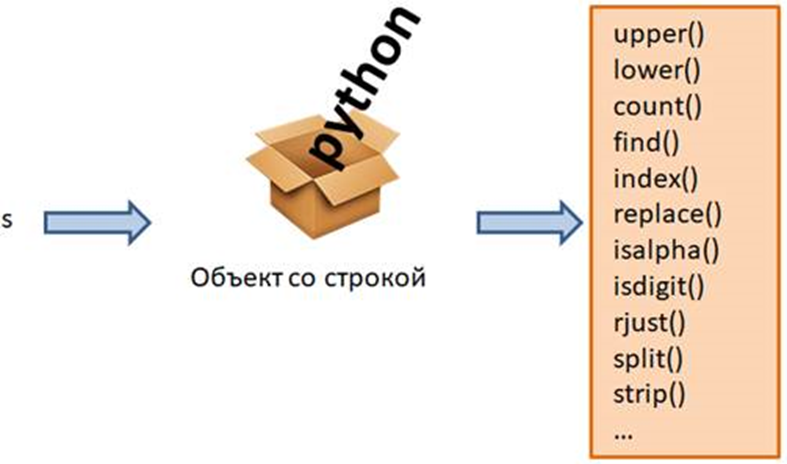 s
python
Объект со строкой
upper()
lower()
count()
find()
index()
replace()
isalpha()
isdigit()
rjust()
split()
strip()
...